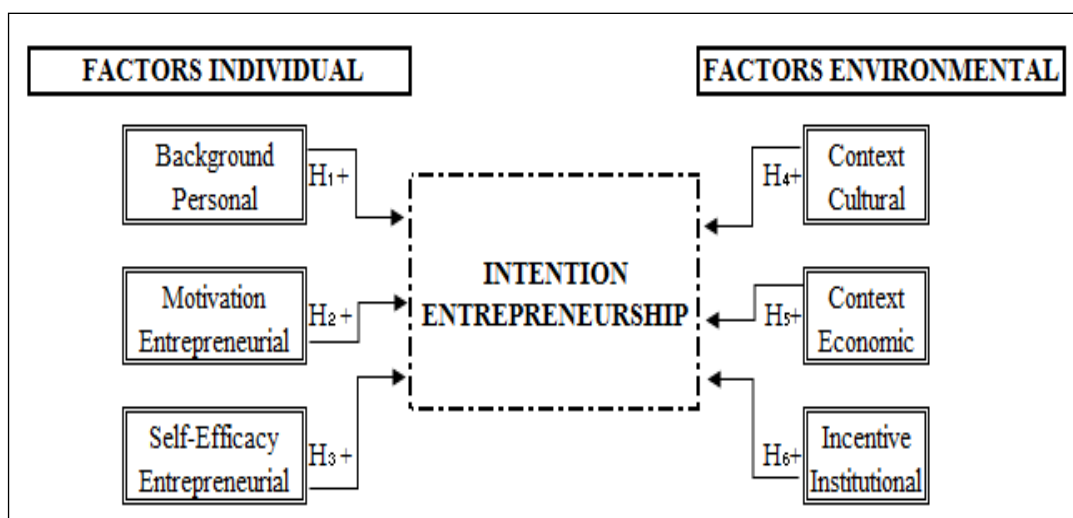 FACTORS INDIVIDUAL
FACTORS ENVIRONMENTAL
Background
Personal
H₁+
Motivation
Entrepreneurial
H₂+
Self-Efficacy
Entrepreneurial
H₃+
INTENTION
ENTREPRENEURSHIP
H₄+
Context
Cultural
H₅+
Context
Economic
H₆+
Incentive
Institutional